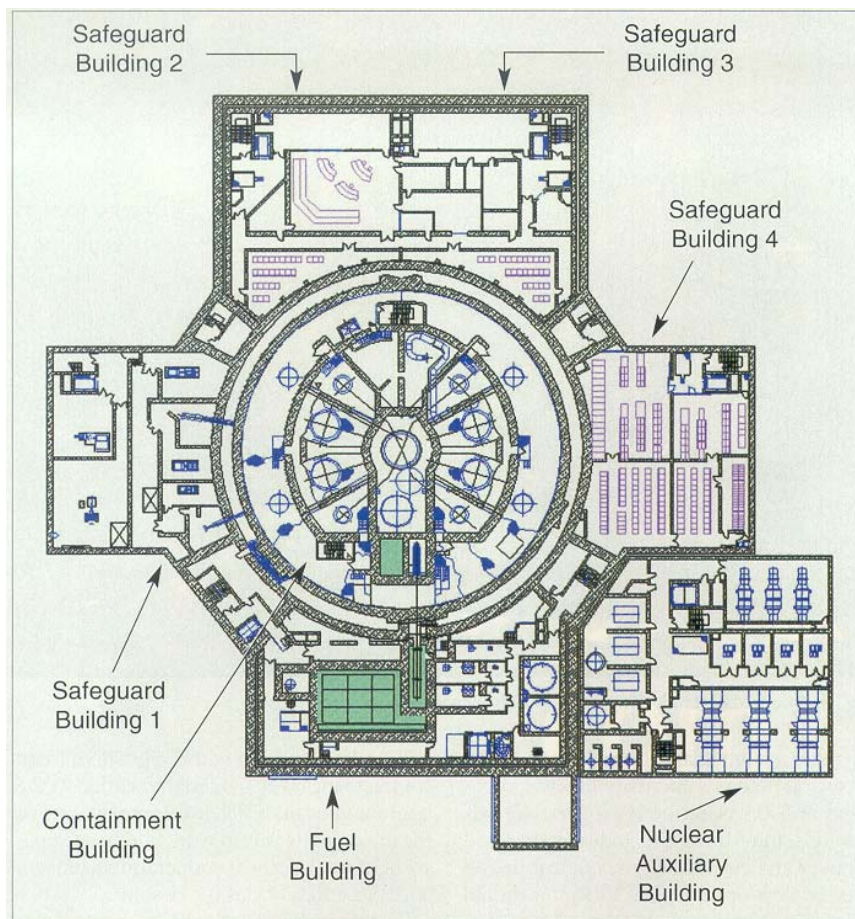 Safeguard
Building 2
Safeguard
Building 3
Safeguard
Building 4
Safeguard
Building 1
Containment
Building
Fuel
Building
Nuclear
Auxiliary
Building